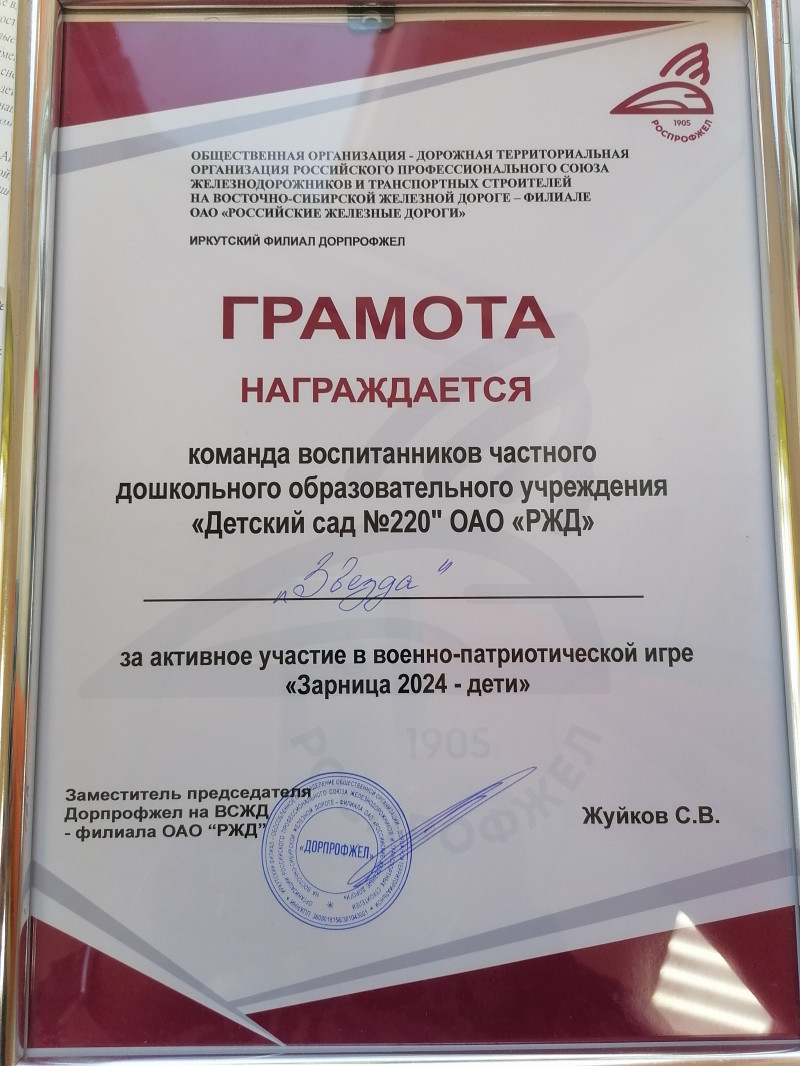 1905
РОСПРОФЖЕЛ
ОБЩЕСТВЕННАЯ ОРГАНИЗАЦИЯ - ДОРОЖНАЯ ТЕРРИТОРИАЛЬНАЯ
ОРГАНИЗАЦИЯ РОССИЙСКОГО ПРОФЕССИОНАЛЬНОГО СОЮЗА
ЖЕЛЕЗНОДОРОЖНИКОВ И ТРАНСПОРТНЫХ СТРОИТЕЛЕЙ
НА ВОСТОЧНО-СИБИРСКОЙ ЖЕЛЕЗНОЙ ДОРОГЕ – ФИЛИАЛЕ
ОАО «РОССИЙСКИЕ ЖЕЛЕЗНЫЕ ДОРОГИ»
ИРКУТСКИЙ ФИЛИАЛ ДОРПРОФЖЕЛ
ГРАМОТА
НАГРАЖДАЕТСЯ
команда воспитанников частного
дошкольного образовательного учреждения
«Детский сад №220" ОАО «РЖД»
"Звезда"
за активное участие в военно-патриотической игре
«Зарница 2024 - дети»
1905
Заместитель председателя
Дорпрофжел на ВСЖД
- филиала ОАО “РЖД”
«ДОРПРОФЖЕЛ»
Жуйков С.В.